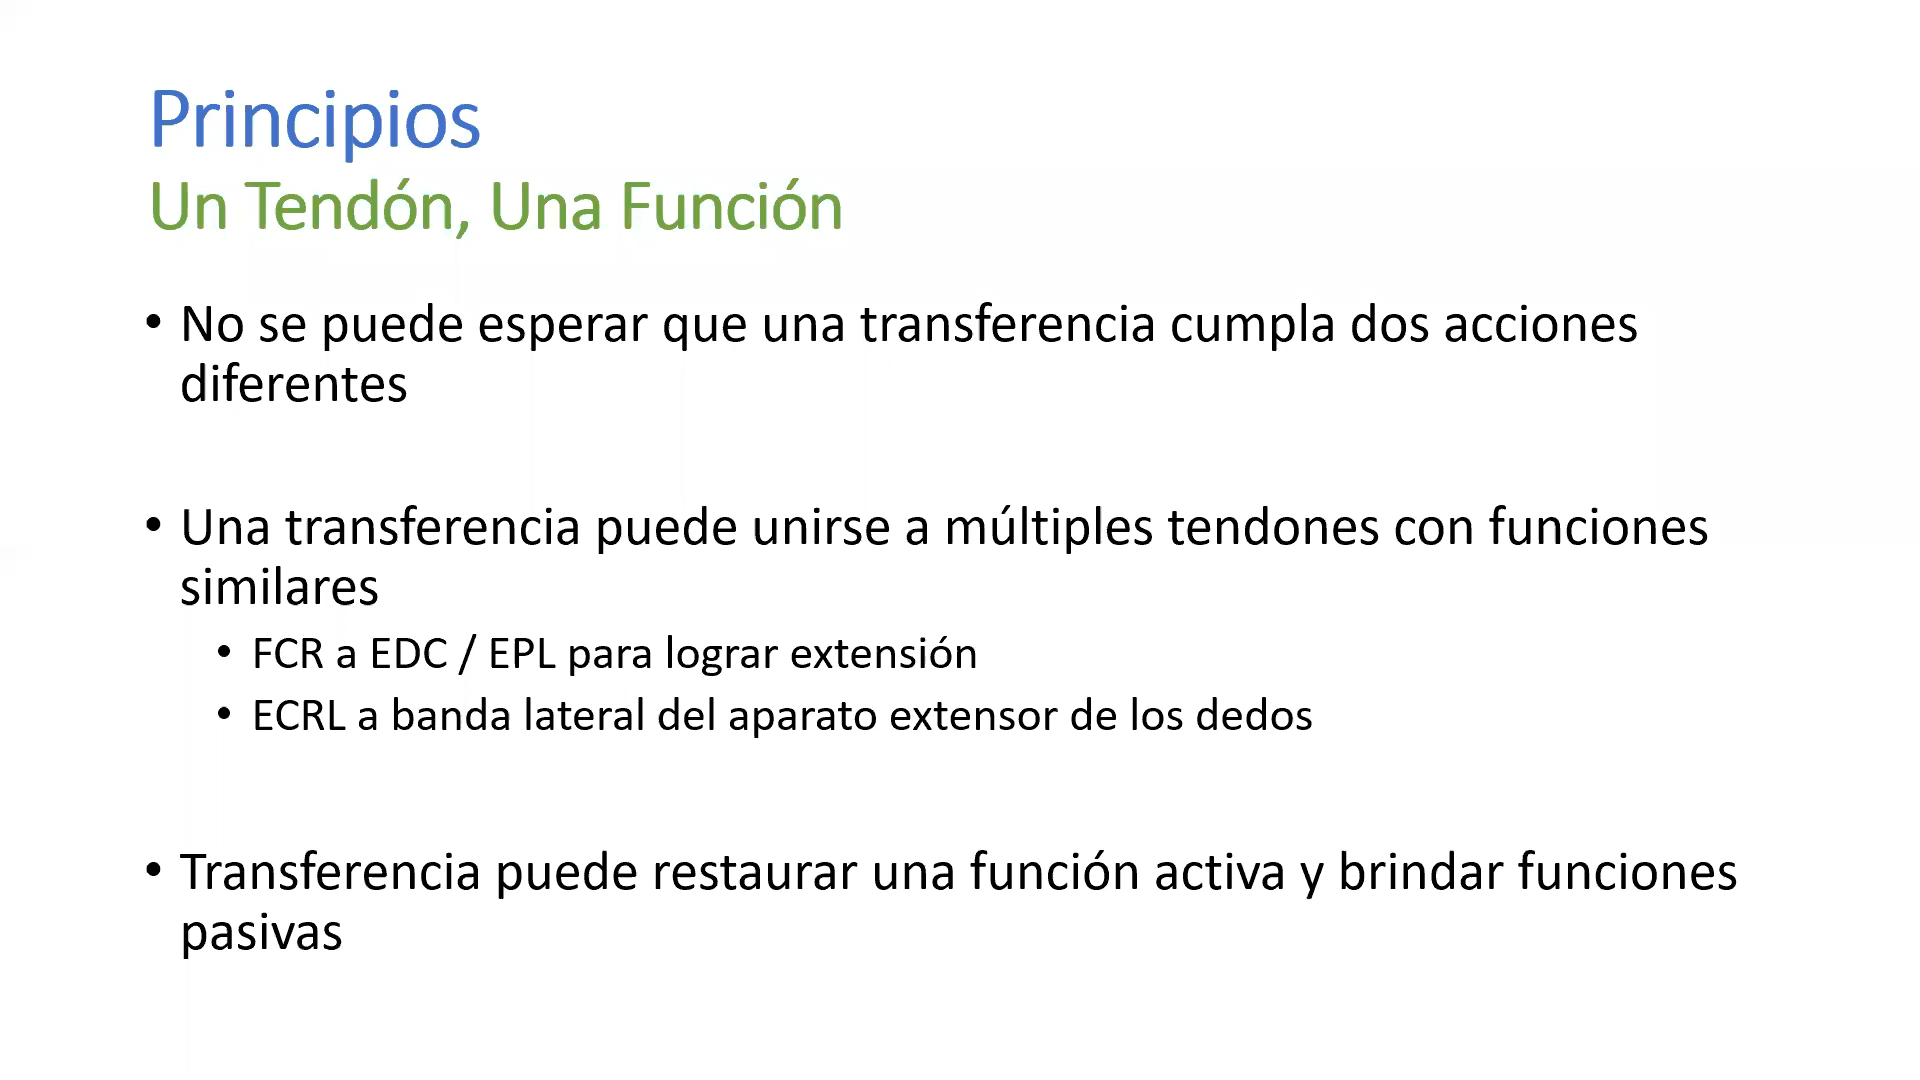 Principios
Un Tendón, Una Función
• No se puede esperar que una transferencia cumpla dos acciones
diferentes
• Una transferencia puede unirse a múltiples tendones con funciones
similares
• FCR a EDC / EPL para lograr extensión
• ECRL a banda lateral del aparato extensor de los dedos
• Transferencia puede restaurar una función activa y brindar funciones
pasivas